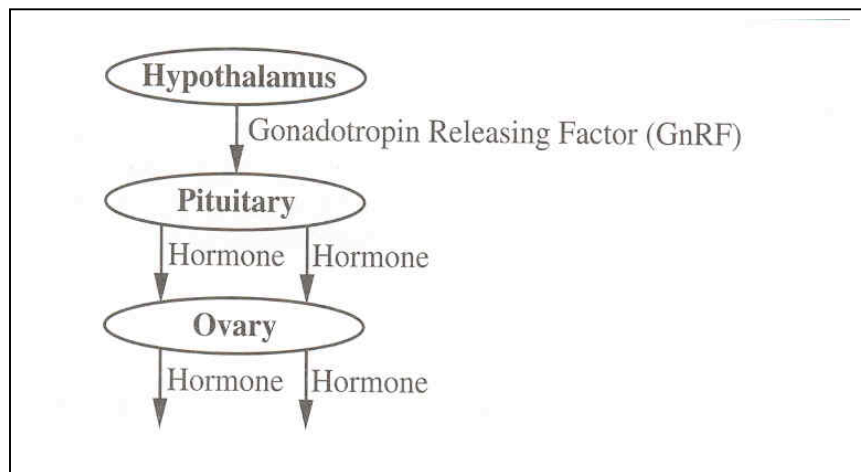 Hypothalamus
Gonadotropin Releasing Factor (GnRF)
Pituitary
Hormone Hormone
Ovary
Hormone Hormone